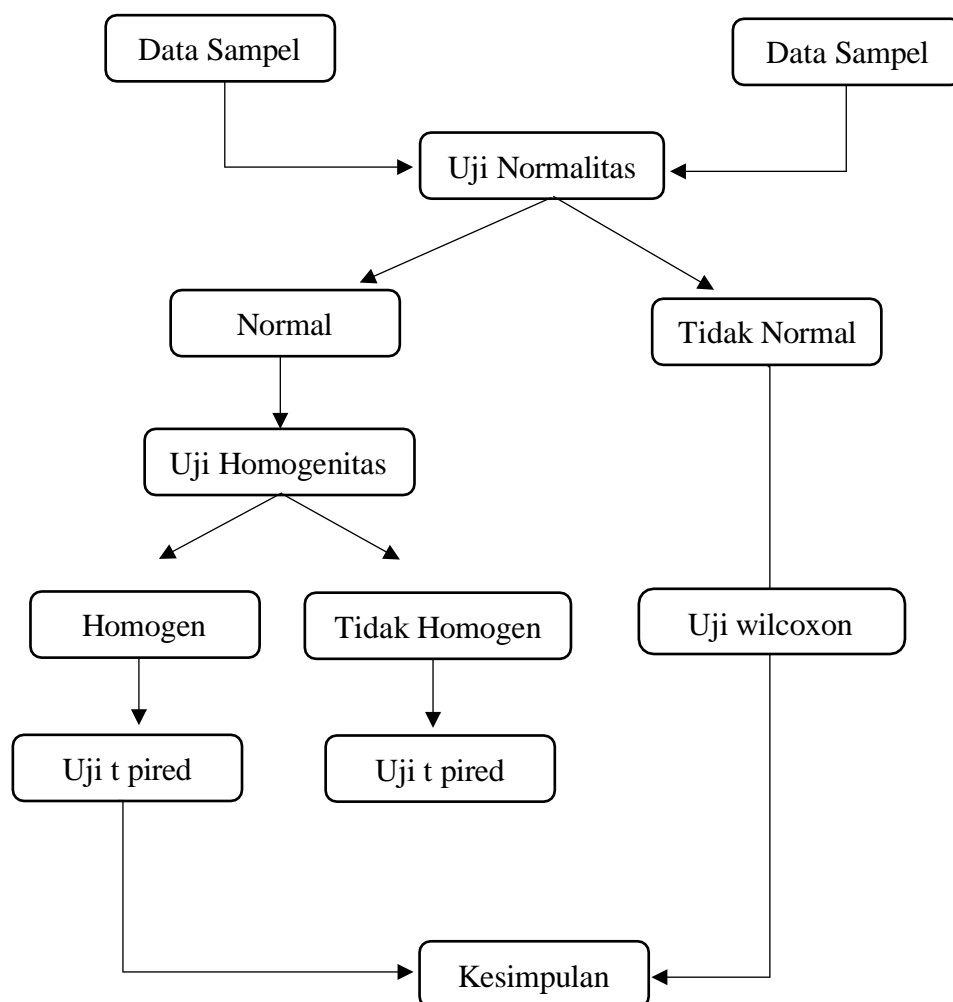 Data Sampel
Data Sampel
Uji Normalitas
Normal
Tidak Normal
Uji Homogenitas
Homogen
Tidak Homogen
Uji wilcoxon
Uji t pired
Uji t pired
Kesimpulan